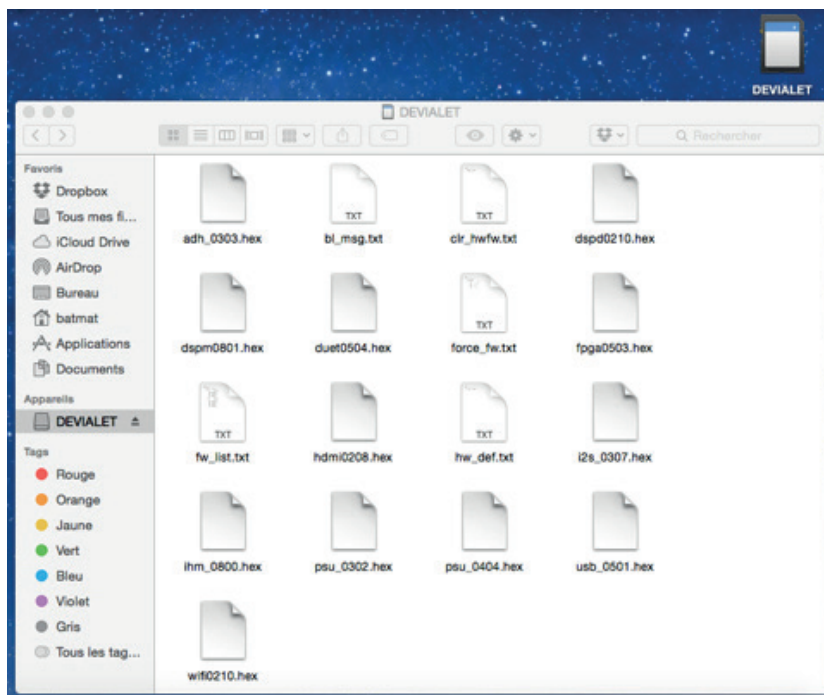 DEVIALET
DEVIALET
Rechercher
Favoris
Dropbox
Tous mes fi...
iCloud Drive
AirDrop
Bureau
batmat
Applications
Documents
Appareils
DEVIALET
Tags
Rouge
Orange
Jaune
Vert
Bleu
Violet
Gris
Tous les tag...
TXT
TXT
adh_0303.hex bl_msg.txt clr_hwfw.txt dspd0210.hex
TXT
dspm0801.hex duet0504.hex force_fw.txt fpga0503.hex
TXT
TXT
fw_list.txt hdmi0208.hex hw_def.txt i2s_0307.hex
ihm_0800.hex psu_0302.hex psu_0404.hex usb_0501.hex
wifi0210.hex